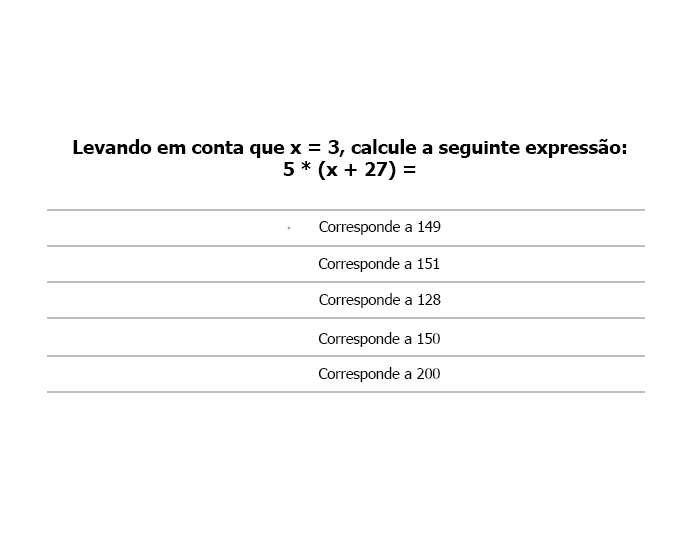 Levando em conta que x = 3, calcule a seguinte expressão:
5 * (x + 27) =
Corresponde a 149
Corresponde a 151
Corresponde a 128
Corresponde a 150
Corresponde a 200